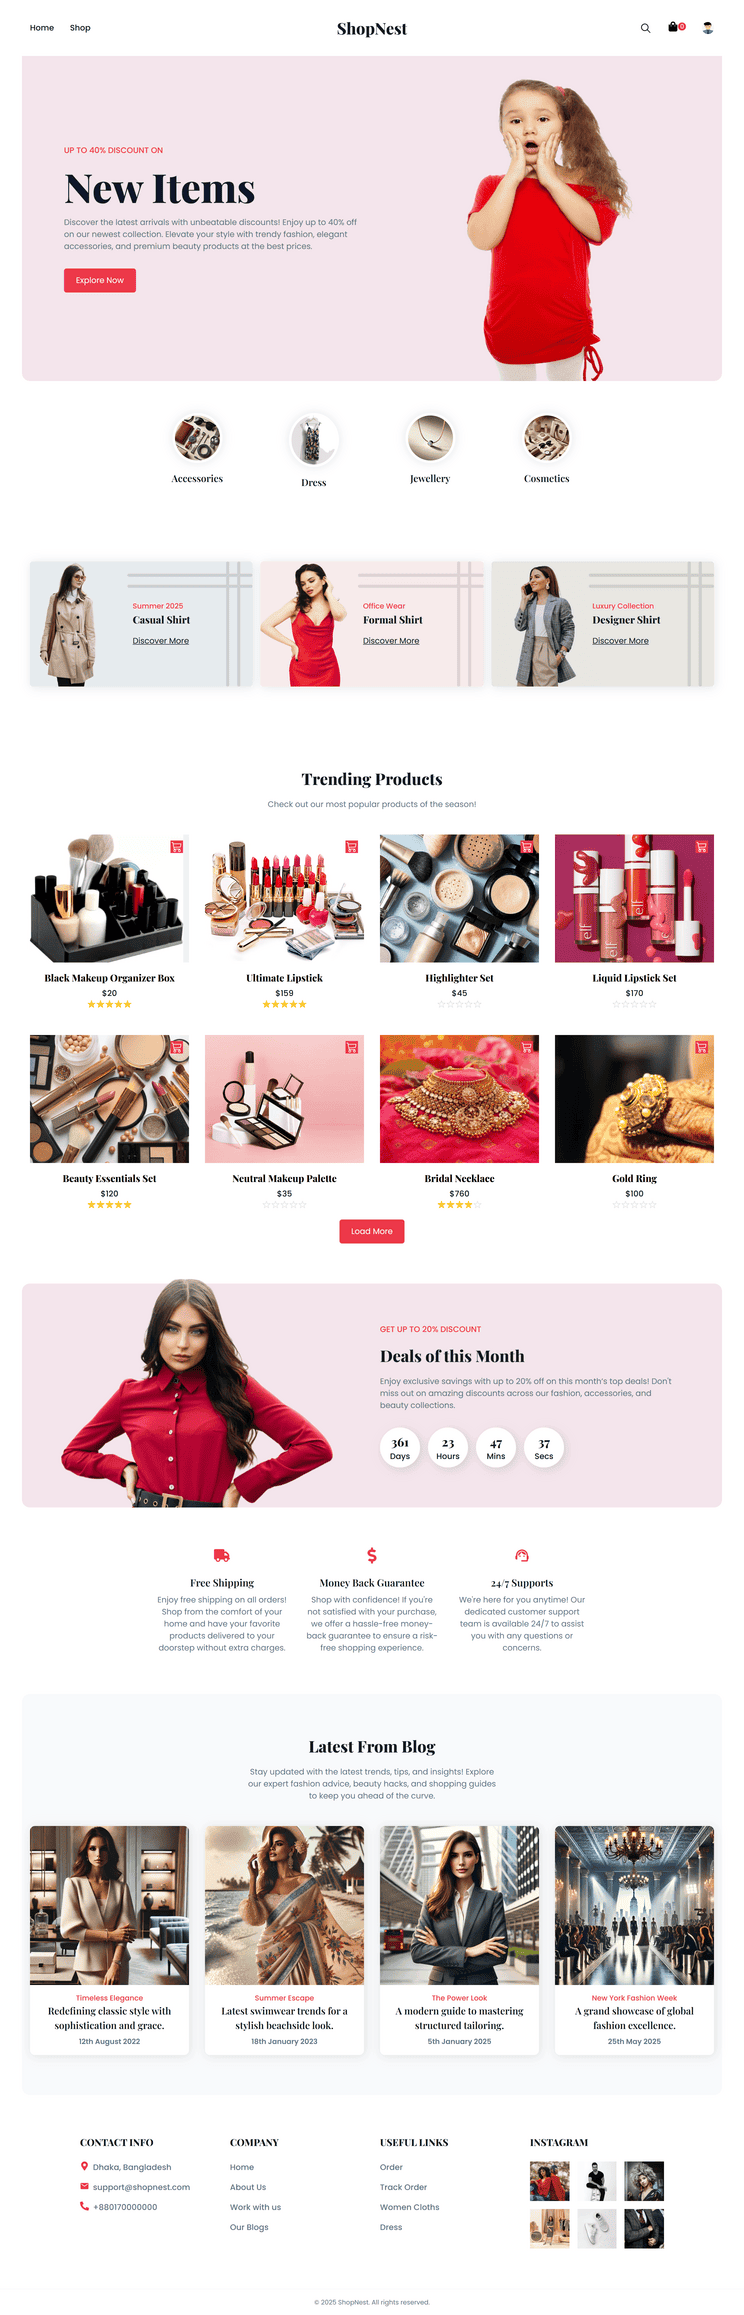 Home
Shop
ShopNest
0
UP TO 40% DISCOUNT ON
New Items
Discover the latest arrivals with unbeatable discounts! Enjoy up to 40% off
on our newest collection. Elevate your style with trendy fashion, elegant
accessories, and premium beauty products at the best prices.
Explore Now
Accessories
Dress
Jewellery
Cosmetics
Summer 2025
Casual Shirt
Discover More
Office Wear
Formal Shirt
Discover More
Luxury Collection
Designer Shirt
Discover More
Trending Products
Check out our most popular products of the season!
elf
elf
Black Makeup Organizer Box
$20
Ultimate Lipstick
$159
Highlighter Set
$45
Liquid Lipstick Set
$170
Beauty Essentials Set
$120
Neutral Makeup Palette
$35
Bridal Necklace
$760
Gold Ring
$100
Load More
GET UP TO 20% DISCOUNT
Deals of this Month
Enjoy exclusive savings with up to 20% off on this month's top deals! Don't
miss out on amazing discounts across our fashion, accessories, and
beauty collections.
361
Days
23
Hours
47
Mins
37
Secs
Free Shipping
Enjoy free shipping on all orders!
Shop from the comfort of your
home and have your favorite
products delivered to your
doorstep without extra charges.
Money Back Guarantee
Shop with confidence! If you're
not satisfied with your purchase,
we offer a hassle-free money-
back guarantee to ensure a risk-
free shopping experience.
24/7 Supports
We're here for you anytime! Our
dedicated customer support
team is available 24/7 to assist
you with any questions or
concerns.
Latest From Blog
Stay updated with the latest trends, tips, and insights! Explore
our expert fashion advice, beauty hacks, and shopping guides
to keep you ahead of the curve.
Timeless Elegance
Redefining classic style with
sophistication and grace.
12th August 2022
Summer Escape
Latest swimwear trends for a
stylish beachside look.
18th January 2023
The Power Look
A modern guide to mastering
structured tailoring.
5th January 2025
New York Fashion Week
A grand showcase of global
fashion excellence.
25th May 2025
CONTACT INFO
Dhaka, Bangladesh
support@shopnest.com
+880170000000
COMPANY
Home
About Us
Work with us
Our Blogs
USEFUL LINKS
Order
Track Order
Women Cloths
Dress
INSTAGRAM
© 2025 ShopNest. All rights reserved.